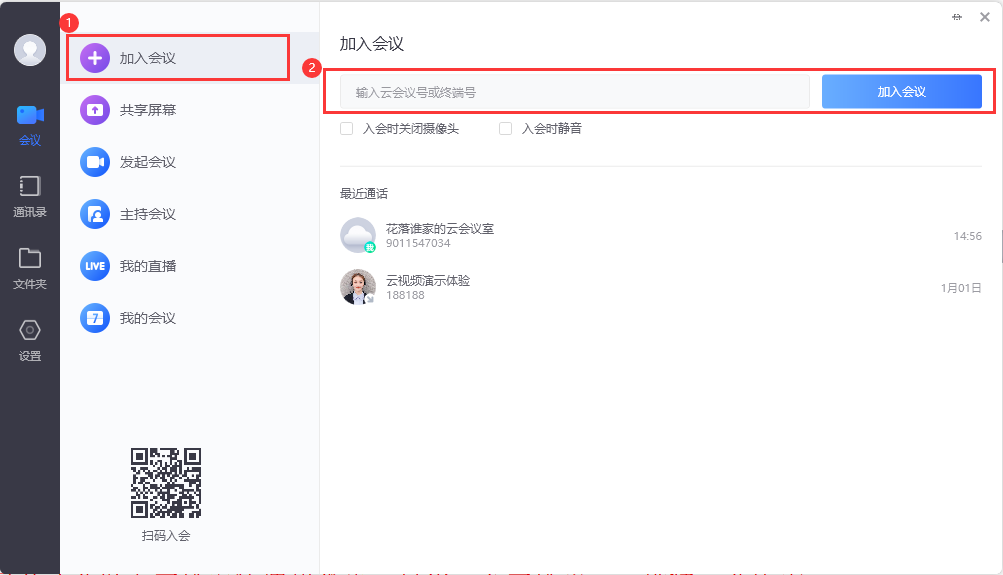 1
加入会议
共享屏幕
发起会议
主持会议
LIVE 我的直播
7 我的会议
扫码入会
会议
通讯录
文件夹
设置
加入会议
2
输入云会议号或终端号 加入会议
入会时关闭摄像头 入会时静音
最近通话
花落谁家的云会议室
9011547034
14:56
我
云视频演示体验
188188
1月01日